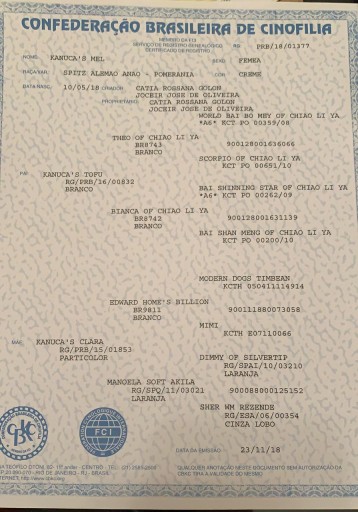 CONFEDERAÇÃO BRASILEIRA DE CINOFILIA
MEMBRO DA FCI
SERVIÇO DE REGISTRO GENEALÓGICO
CERTIFICADO DE REGISTRO
RG PRB/18/01377
NOME: KANUCA'S MEL SEXO: FEMEA
RAÇA/VAR: SPITZ ALEMAO ANAO - POMERANIA COR: CREME
DATA NASC: 10/05/18 CRIADOR CATIA ROSSANA GOLON
JOCEIR JOSE DE OLIVEIRA
PROPRIETÁRIO: CATIA ROSSANA GOLON
JOCEIR JOSE DE OLIVEIRA
WORLD BAI BO MEY OF CHIAO LI YA
*A6* KCT PO 00359/08
THEO OF CHIAO LI YA
BR8743 900128001636066
BRANCO
SCORPIO OF CHIAO LI YA
KCT PO 00651/10
PAI: KANUCA'S TOFU
RG/PRB/16/00832
BRANCO
BAI SHINNING STAR OF CHIAO LI YA
*A6* KCT PO 00262/09
BIANCA OF CHIAO LI YA
BR8742 900128001631139
BRANCO
BAI SHAN MENG OF CHIAO LI YA
KCT PO 00200/10
MODERN DOGS TIMBEAN
KCTH 050411114914
EDWARD HOME'S BILLION
BR9811 900111880073058
BRANCO
MIMI
KCTH E07110066
MÃE: KANUCA'S CLARA
RG/PRB/15/01853
PARTICOLOR
DIMMY OF SILVERTIP
RG/SPAI/10/03210
LARANJA
MANOELA SOFT AKILA
RG/SPQ/11/03021 900088000125152
LARANJA
SHER WM REZENDE
RG/ESA/06/00354
CINZA LOBO
CBKC
FCI
DATA DA EMISSÃO 23/11/18
QUALQUER ANOTAÇÃO NESTE DOCUMENTO SEM AUTORIZAÇÃO DA
CBKC TIRA A VALIDADE DO MESMO